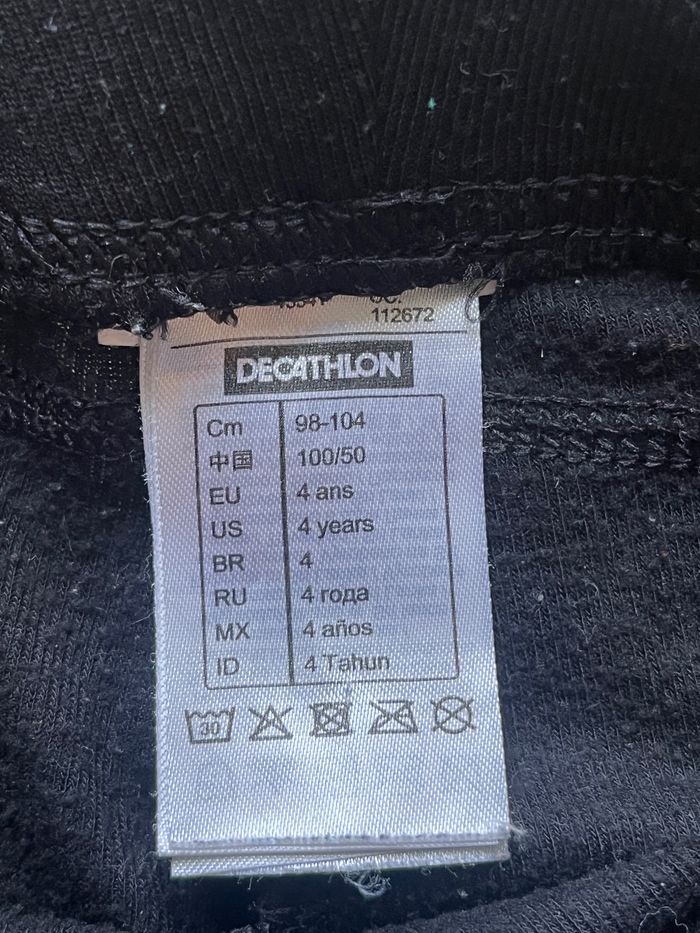 112672
DECATHLON
Cm 98-104
中国 100/50
EU 4 ans
US 4 years
BR 4
RU 4 года
MX 4 años
ID 4 Tahun
30